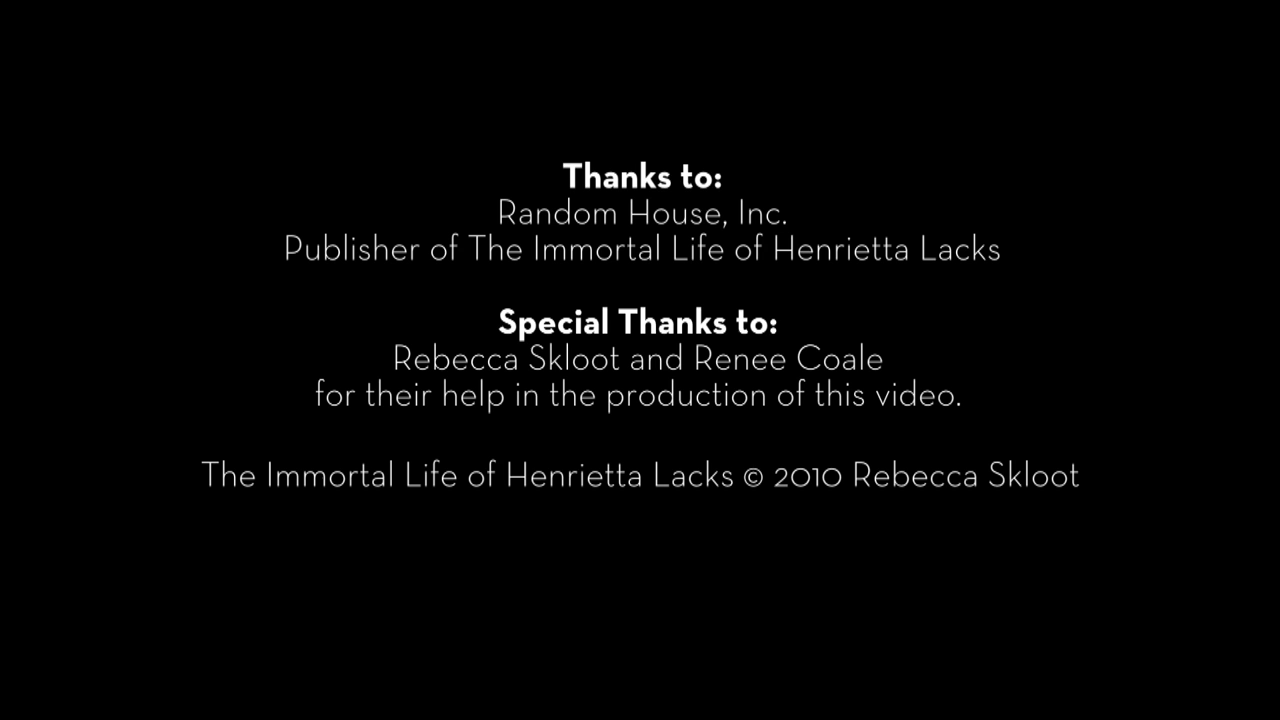 Thanks to:
Random House, Inc.
Publisher of The Immortal Life of Henrietta Lacks
Special Thanks to:
Rebecca Skloot and Renee Coale
for their help in the production of this video.
The Immortal Life of Henrietta Lacks © 2010 Rebecca Skloot